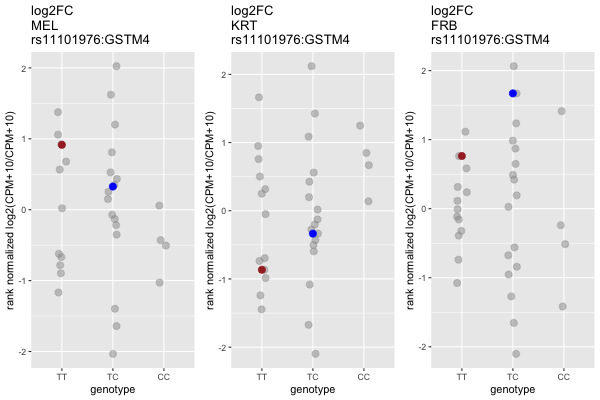 log2FC
MEL
rs11101976:GSTM4
rank normalized log2(CPM+10/CPM+10)
2
1
0
-1
-2
TT
TC
CC
genotype
log2FC
KRT
rs11101976:GSTM4
rank normalized log2(CPM+10/CPM+10)
2
1
0
-1
-2
TT
TC
CC
genotype
log2FC
FRB
rs11101976:GSTM4
rank normalized log2(CPM+10/CPM+10)
2
1
0
-1
-2
TT
TC
CC
genotype